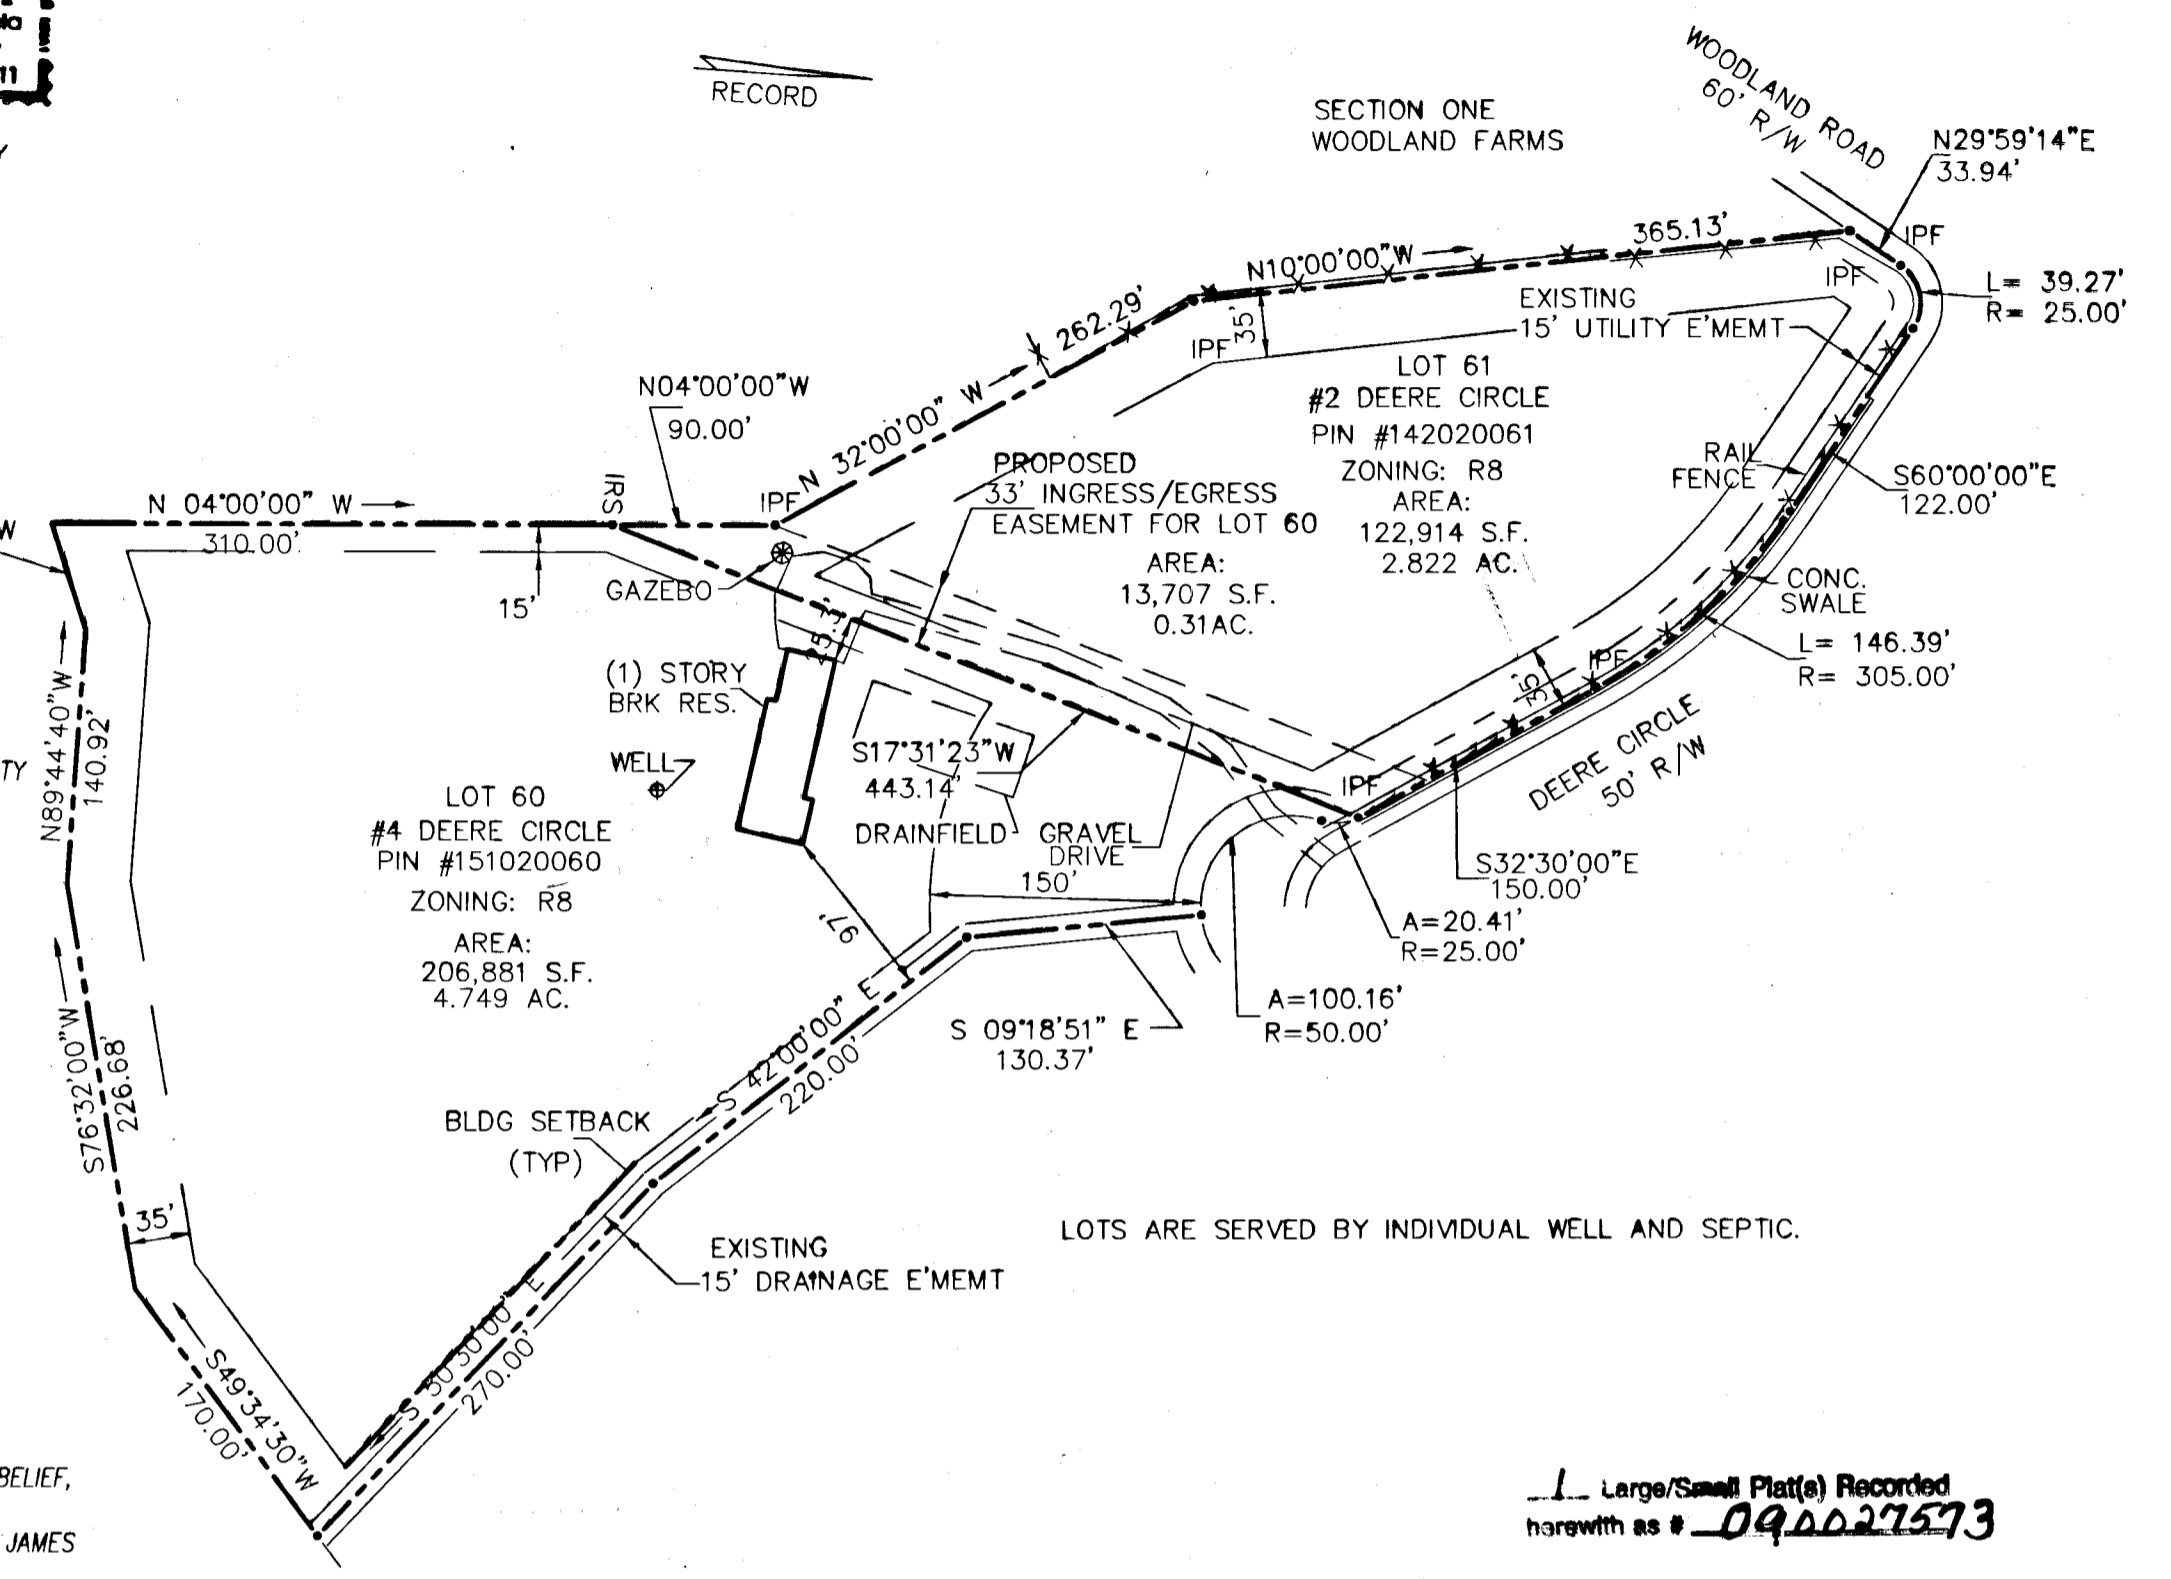 11
RECORD
SECTION ONE
WOODLAND FARMS
WOODLAND ROAD
60' R/W
N29°59'14"E
33.94'
IPF
IPF
L= 39.27'
R= 25.00'
N10°00'00"W
365.13'
EXISTING
15' UTILITY E'MEMT
35'
IPF
262.29'
N 32°00'00" W
LOT 61
#2 DEERE CIRCLE
PIN #142020061
ZONING: R8
AREA:
122,914 S.F.
2.822 AC.
RAIL
FENCE
S60°00'00"E
122.00'
N04°00'00"W
90.00'
IRS
IPF
N 04°00'00" W
310.00'
W
PROPOSED
33' INGRESS/EGRESS
EASEMENT FOR LOT 60
AREA:
13,707 S.F.
0.31AC.
CONC.
SWALE
L= 146.39'
R= 305.00'
IPF
35'
15'
GAZEBO
(1) STORY
BRK RES.
WELL
S17°31'23"W
443.14'
DRAINFIELD
GRAVEL
DRIVE
IPF
DEERE CIRCLE
50' R/W
N89°44'40"W
140.92'
TY
LOT 60
#4 DEERE CIRCLE
PIN #151020060
ZONING: R8
AREA:
206,881 S.F.
4.749 AC.
150'
97'
S32°30'00"E
150.00'
A=20.41'
R=25.00'
A=100.16'
R=50.00'
S 09°18'51" E
130.37'
S 42°00'00" E
220.00'
S76°32'00"W
226.68'
BLDG SETBACK
(TYP)
35'
EXISTING
15' DRAINAGE E'MEMT
LOTS ARE SERVED BY INDIVIDUAL WELL AND SEPTIC.
S 50°30'00" E
270.00'
S49°34'30"W
170.00'
BELIEF,
JAMES
1 Large/Small Plat(s) Recorded
herewith as # 090027573